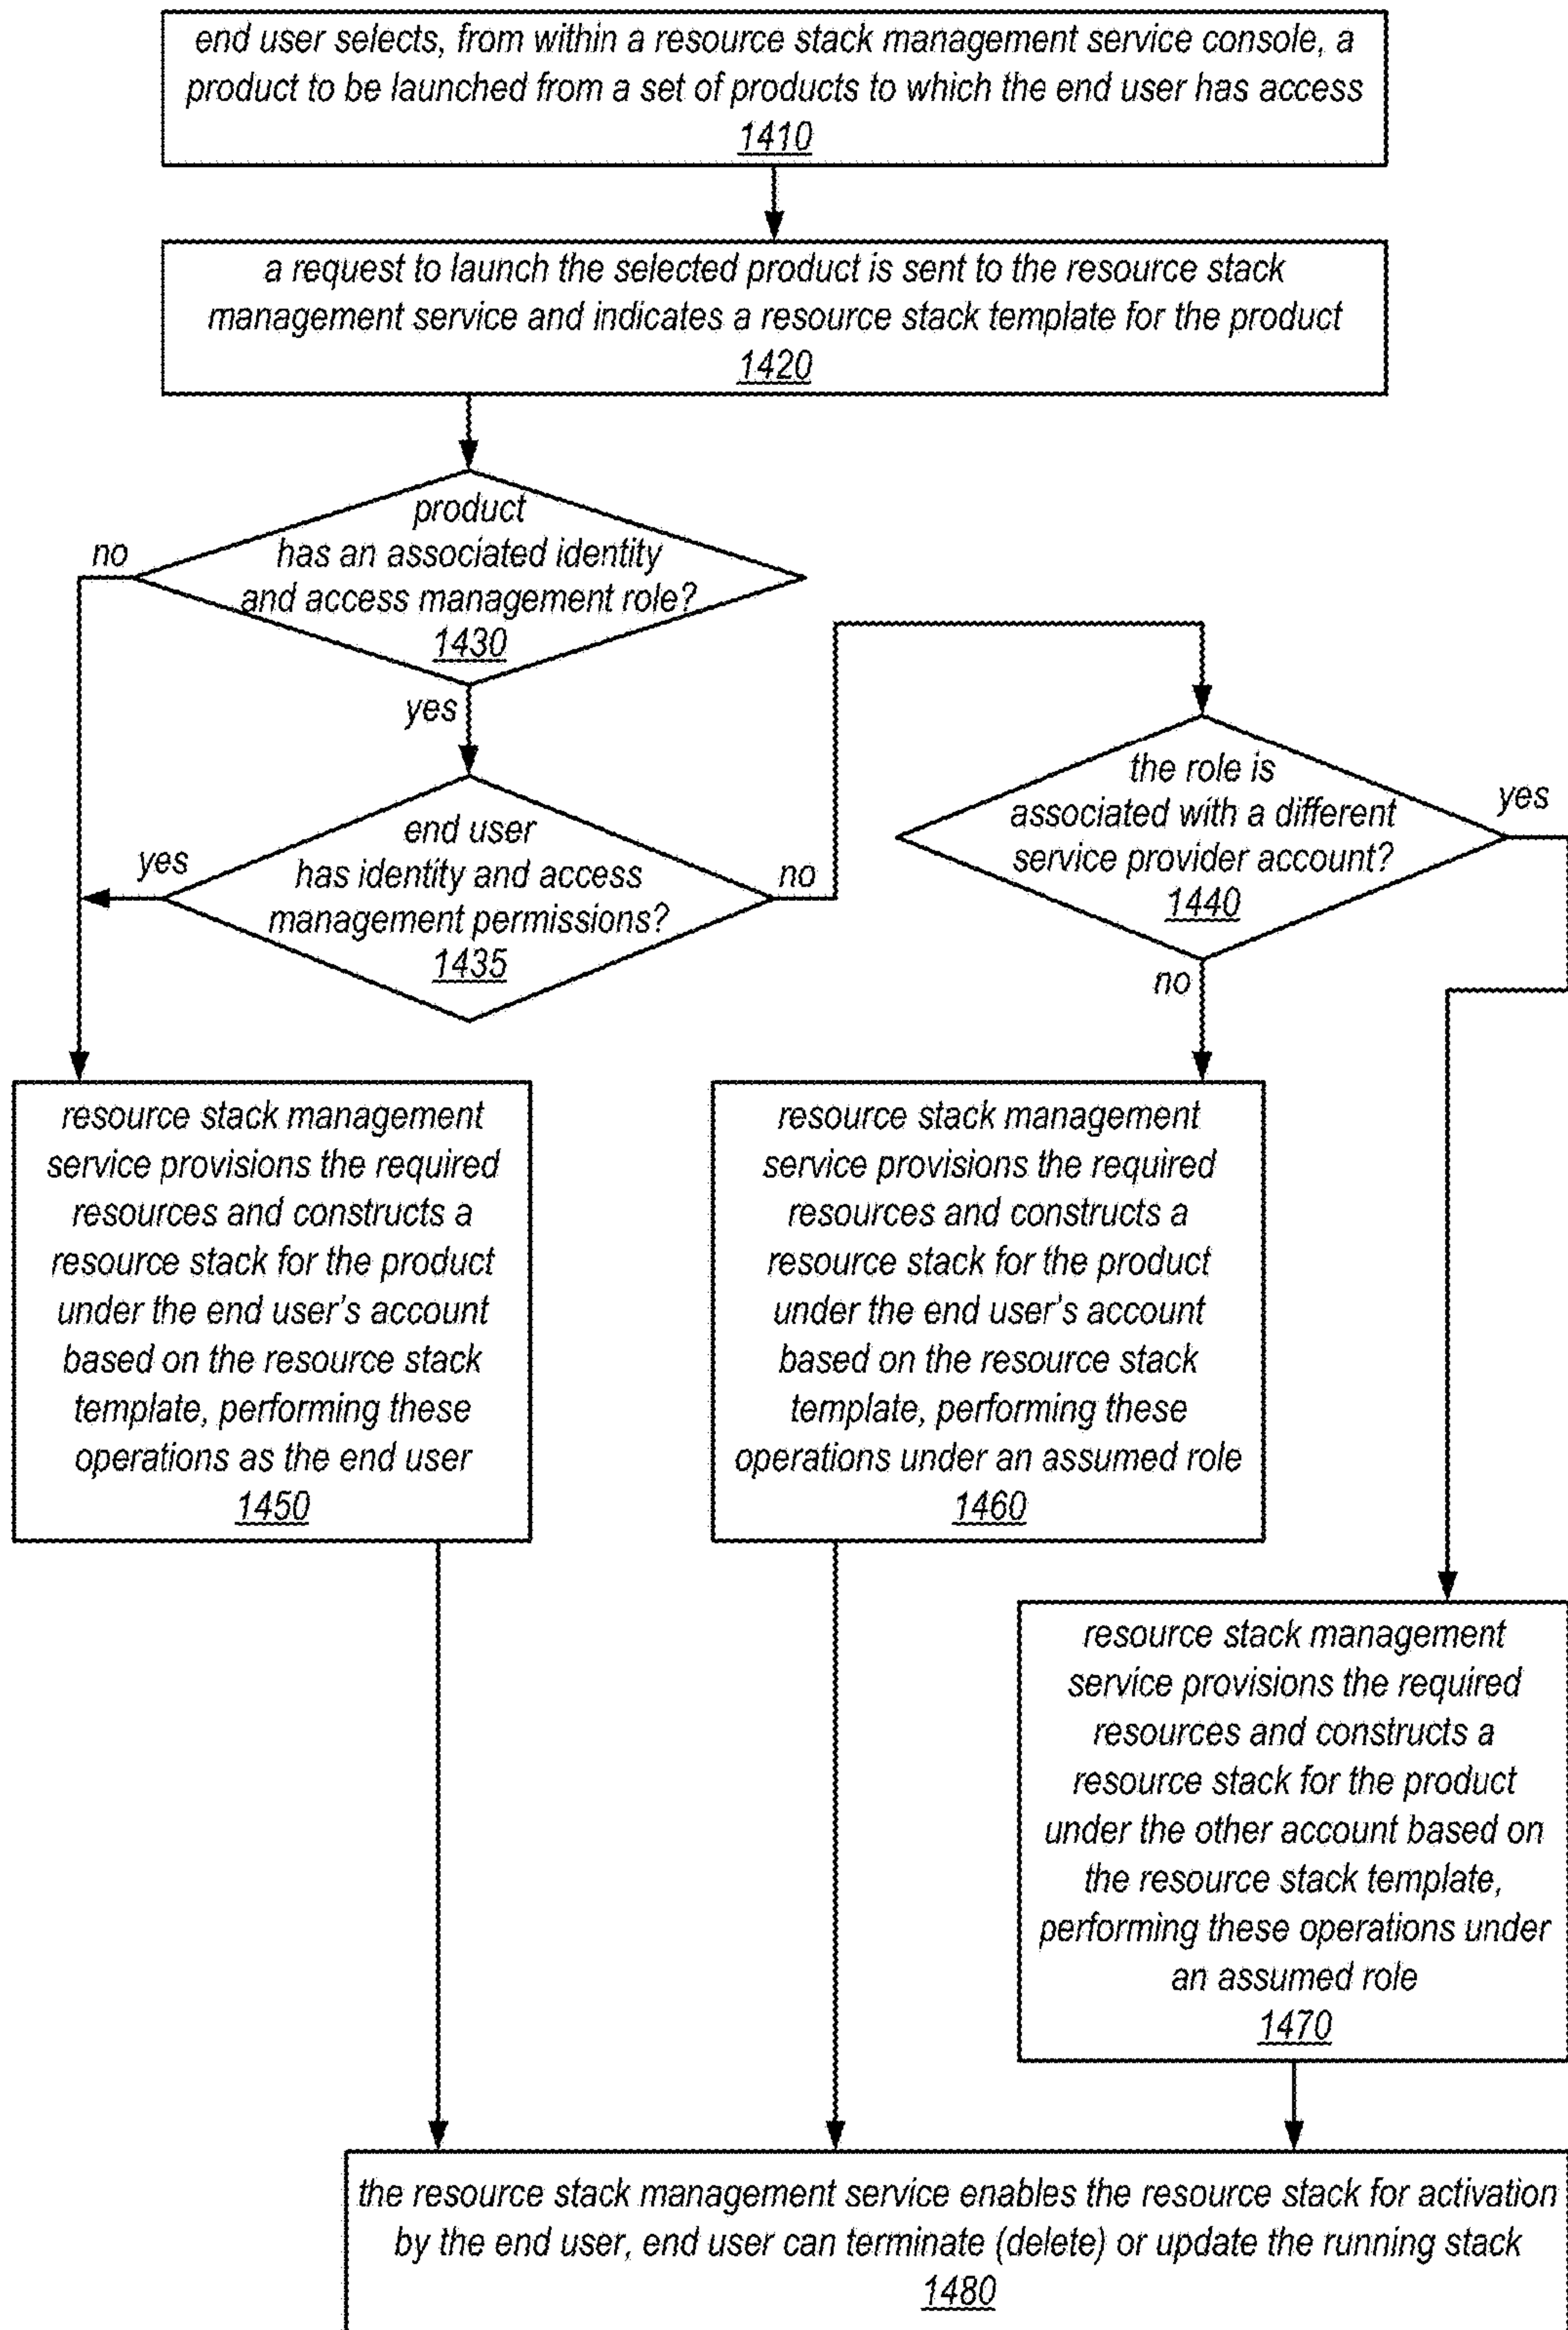 end user selects, from within a resource stack management service console, a
product to be launched from a set of products to which the end user has access
1410
a request to launch the selected product is sent to the resource stack
management service and indicates a resource stack template for the product
1420
product
has an associated identity
and access management role?
1430
no
yes
end user
has identity and access
management permissions?
1435
yes
no
the role is
associated with a different
service provider account?
1440
yes
no
resource stack management
service provisions the required
resources and constructs a
resource stack for the product
under the end user's account
based on the resource stack
template, performing these
operations as the end user
1450
resource stack management
service provisions the required
resources and constructs a
resource stack for the product
under the end user's account
based on the resource stack
template, performing these
operations under an assumed role
1460
resource stack management
service provisions the required
resources and constructs a
resource stack for the product
under the other account based on
the resource stack template,
performing these operations under
an assumed role
1470
the resource stack management service enables the resource stack for activation
by the end user, end user can terminate (delete) or update the running stack
1480